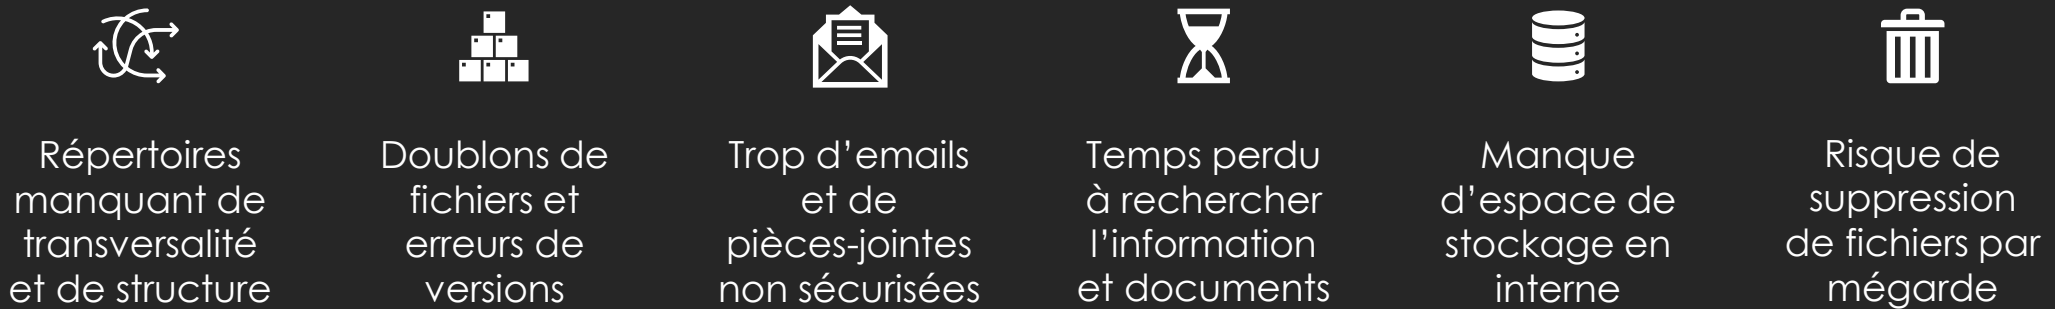 Répertoires
manquant de
transversalité
et de structure
Doublons de
fichiers et
erreurs de
versions
Trop d’emails
et de
pièces-jointes
non sécurisées
Temps perdu
à rechercher
l’information
et documents
Manque
d’espace de
stockage en
interne
Risque de
suppression
de fichiers par
mégarde